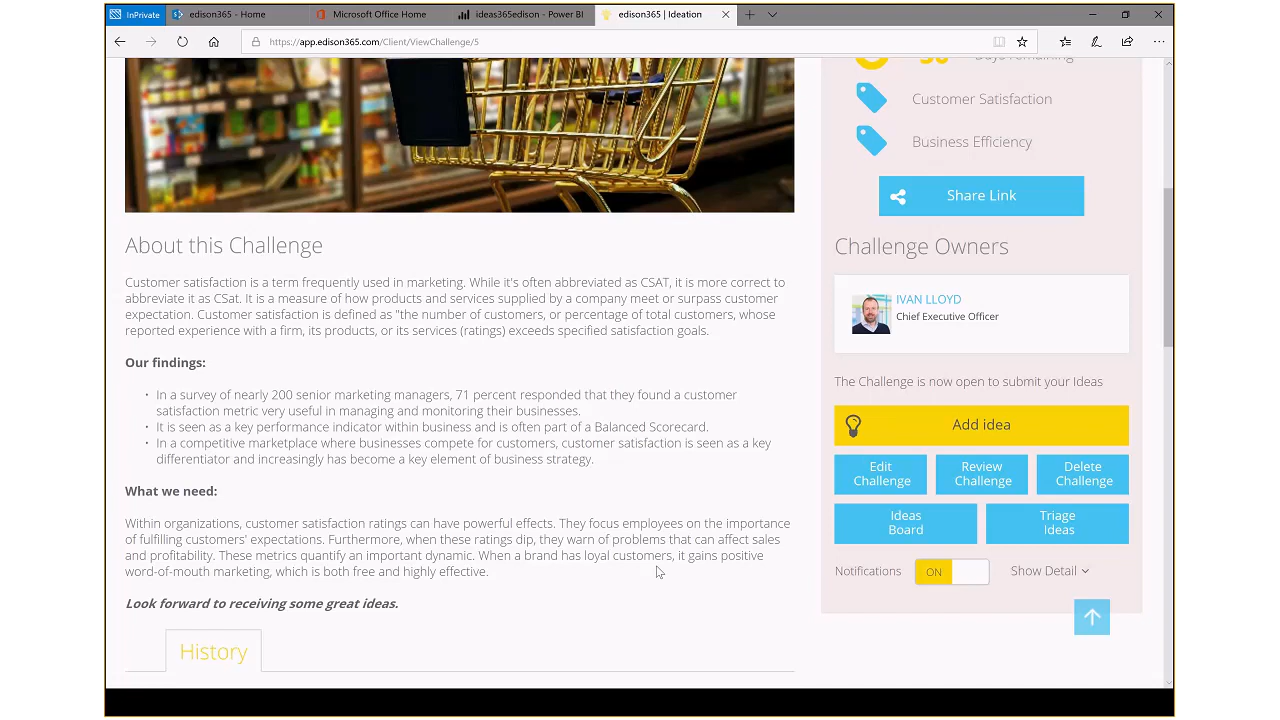 InPrivate
edison365 - Home
Microsoft Office Home
ideas365edison - Power BI
edison365 | Ideation
https://app.edison365.com/Client/ViewChallenge/5
Days remaining
Customer Satisfaction
Business Efficiency
Share Link
About this Challenge
Customer satisfaction is a term frequently used in marketing. While it's often abbreviated as CSAT, it is more correct to
abbreviate it as CSat. It is a measure of how products and services supplied by a company meet or surpass customer
expectation. Customer satisfaction is defined as "the number of customers, or percentage of total customers, whose
reported experience with a firm, its products, or its services (ratings) exceeds specified satisfaction goals.
Our findings:
• In a survey of nearly 200 senior marketing managers, 71 percent responded that they found a customer
satisfaction metric very useful in managing and monitoring their businesses.
• It is seen as a key performance indicator within business and is often part of a Balanced Scorecard.
• In a competitive marketplace where businesses compete for customers, customer satisfaction is seen as a key
differentiator and increasingly has become a key element of business strategy.
What we need:
Within organizations, customer satisfaction ratings can have powerful effects. They focus employees on the importance
of fulfilling customers' expectations. Furthermore, when these ratings dip, they warn of problems that can affect sales
and profitability. These metrics quantify an important dynamic. When a brand has loyal customers, it gains positive
word-of-mouth marketing, which is both free and highly effective.
Look forward to receiving some great ideas.
History
Challenge Owners
IVAN LLOYD
Chief Executive Officer
The Challenge is now open to submit your Ideas
Add idea
Edit
Challenge
Review
Challenge
Delete
Challenge
Ideas
Board
Triage
Ideas
Notifications
ON
Show Detail